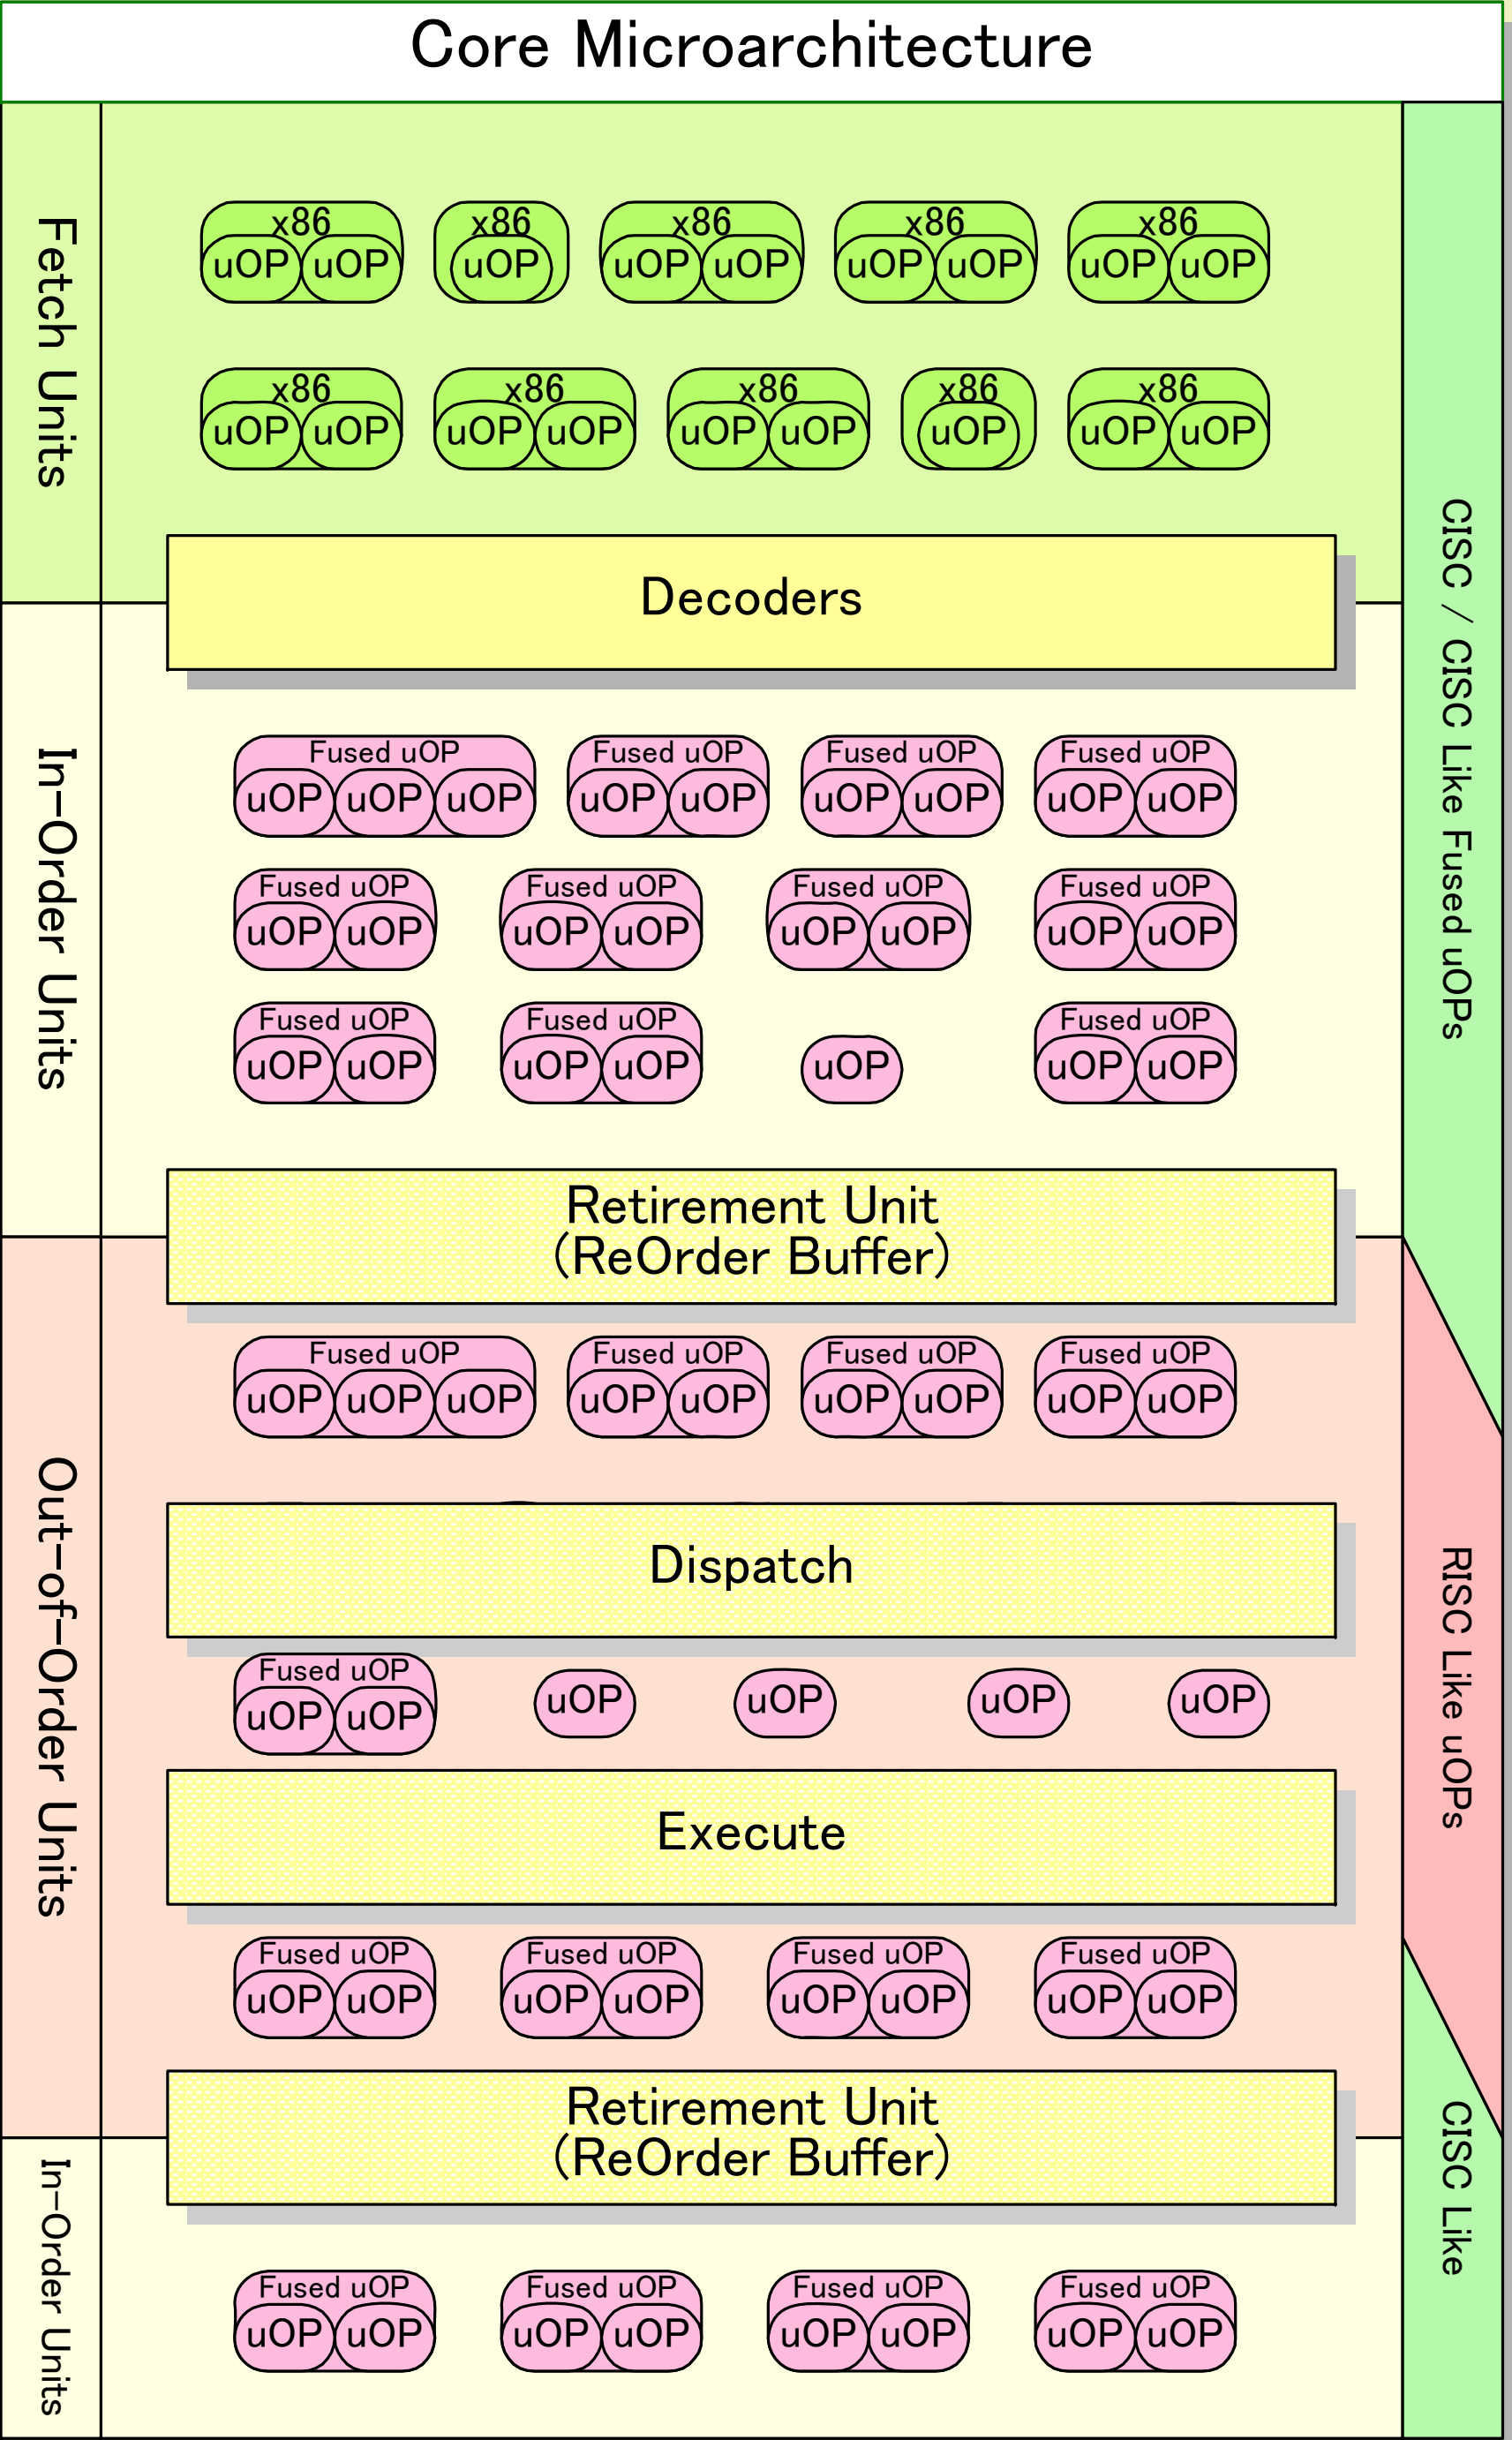 Core Microarchitecture
Fetch Units
x86 x86 x86 x86 x86
uOP uOP uOP uOP uOP uOP uOP uOP uOP
x86 x86 x86 x86 x86
uOP uOP uOP uOP uOP uOP uOP uOP uOP
Decoders
CISC / CISC Like Fused uOPs
In-Order Units
Fused uOP Fused uOP Fused uOP Fused uOP
uOP uOP uOP uOP uOP uOP uOP uOP uOP
Fused uOP Fused uOP Fused uOP Fused uOP
uOP uOP uOP uOP uOP uOP uOP uOP
Fused uOP Fused uOP Fused uOP
uOP uOP uOP uOP uOP uOP uOP
Retirement Unit
(ReOrder Buffer)
Out-of-Order Units
Fused uOP Fused uOP Fused uOP Fused uOP
uOP uOP uOP uOP uOP uOP uOP uOP uOP
Dispatch
RISC Like uOPs
Fused uOP
uOP uOP uOP uOP uOP uOP
Execute
Fused uOP Fused uOP Fused uOP Fused uOP
uOP uOP uOP uOP uOP uOP uOP uOP
Retirement Unit
(ReOrder Buffer)
CISC Like
In-Order Units
Fused uOP Fused uOP Fused uOP Fused uOP
uOP uOP uOP uOP uOP uOP uOP uOP